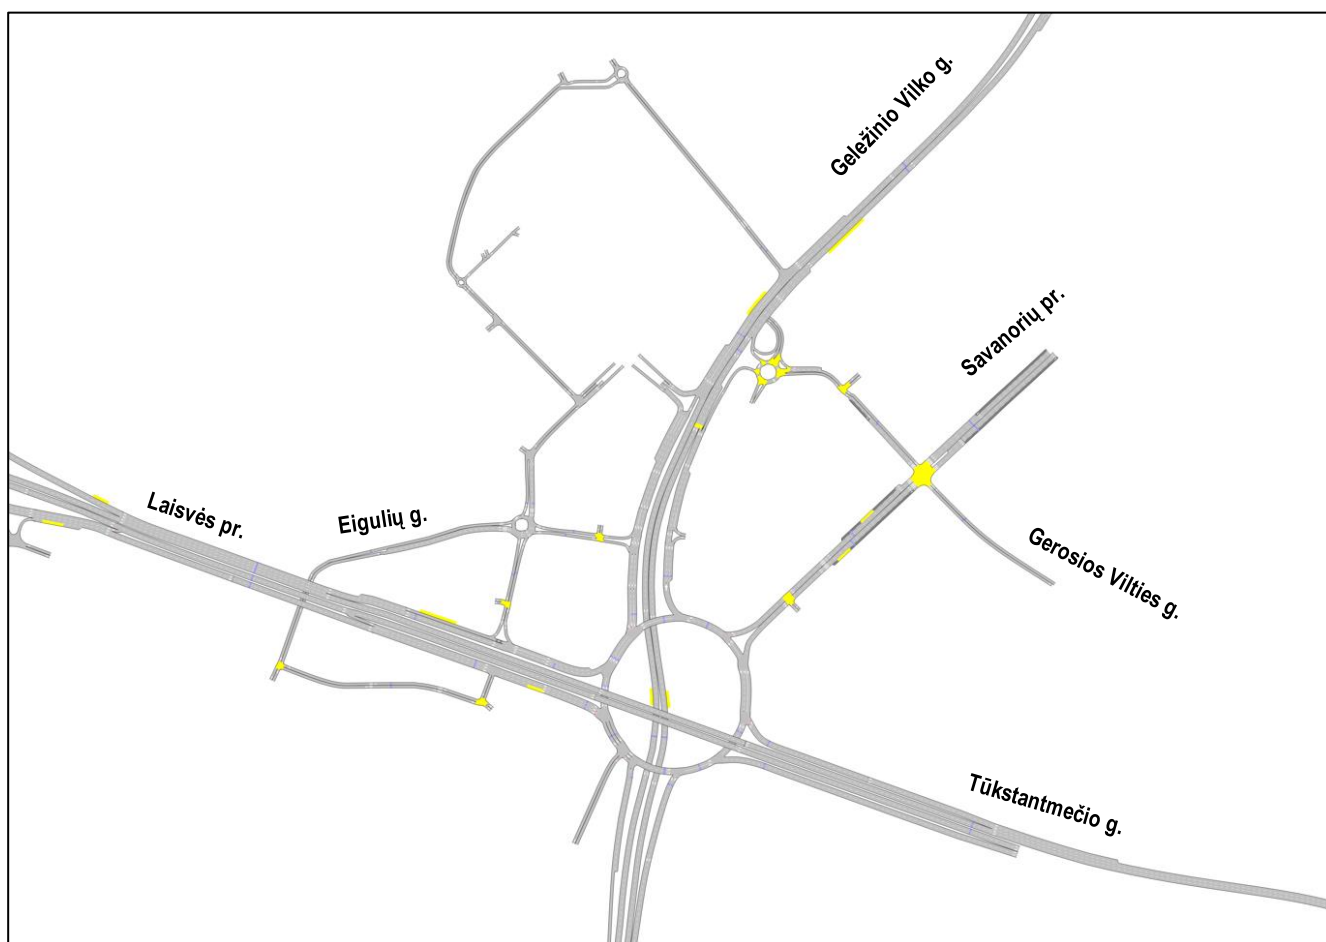 Geležinio Vilko g.
Savanorių pr.
Laisvės pr.
Eigulių g.
Gerosios Vilties g.
Tūkstantmečio g.